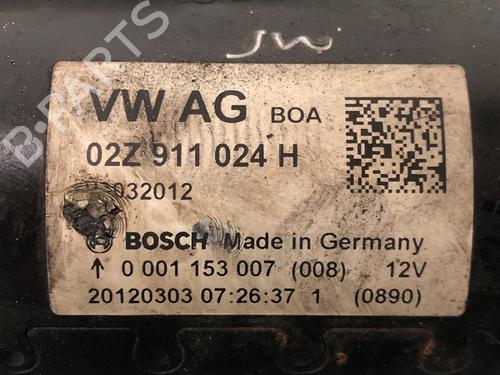 JW
VW AG BOA
02Z 911 024 H
032012
BOSCH Made in Germany
↑ 0 001 153 007 (008) 12V
20120303 07:26:37 1 (0890)
B-PARTS